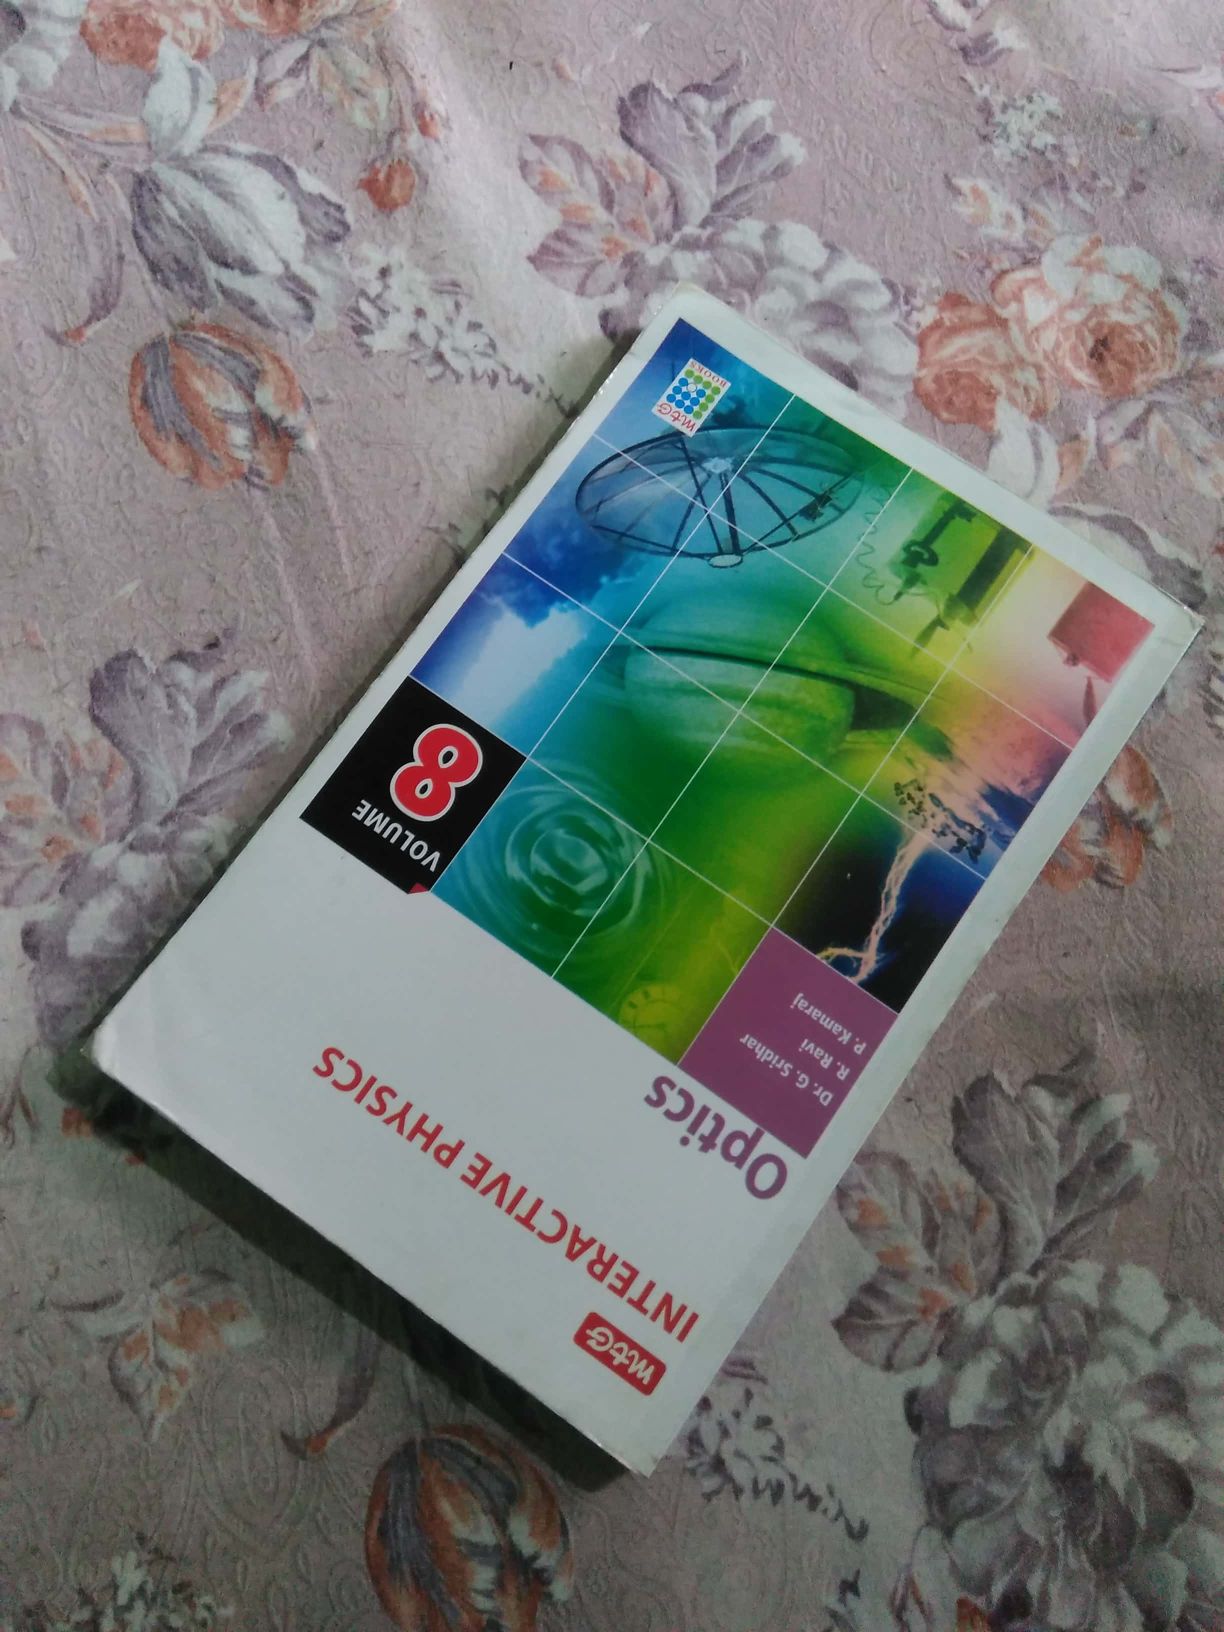 mtG
INTERACTIVE PHYSICS
Optics
Dr. G. Sridhar
R. Ravi
P. Kamaraj
VOLUME
8
mtG
BOOKS